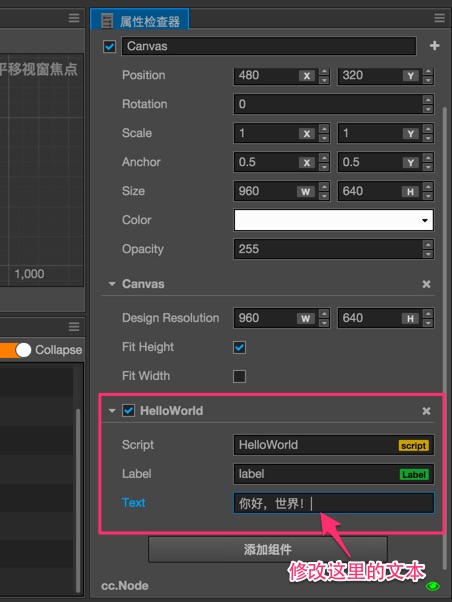 属性检查器
平移视窗焦点
Canvas
Position 480 X 320 Y
Rotation 0
Scale 1 X 1 Y
Anchor 0.5 X 0.5 Y
Size 960 W 640 H
Color
Opacity 255
1,000
Canvas
Design Resolution 960 W 640 H
Fit Height
Collapse
Fit Width
HelloWorld
Script HelloWorld script
Label label Label
Text 你好，世界！
添加组件
修改这里的文本
cc.Node